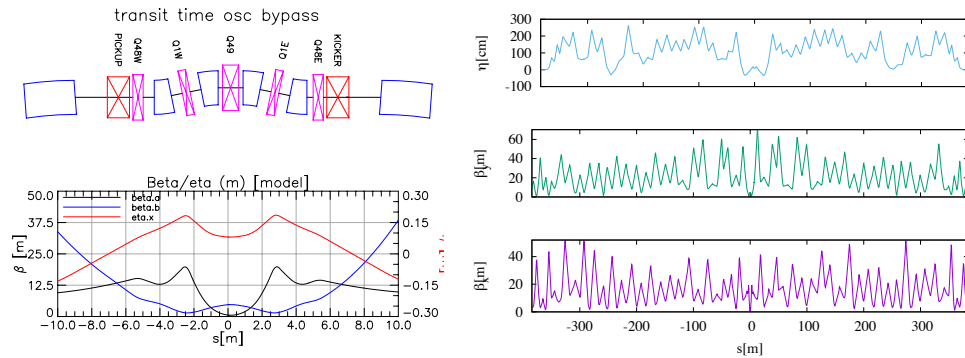 transit time osc bypass
PICKUP
Q48W
Q1W
Q49
Q1E
Q48E
KICKER
Beta/eta (m) [model]
50.0
37.5
25.0
12.5
0
β [m]
beta.a
beta.b
eta.x
0.30
0.15
0
−0.15
−0.30
−10.0 −8.0 −6.0 −4.0 −2.0 0 2.0 4.0 6.0 8.0 10.0
s[m]
300
200
100
0
-100
η[cm]
60
40
20
0
40
20
0
-300 -200 -100 0 100 200 300
s[m]